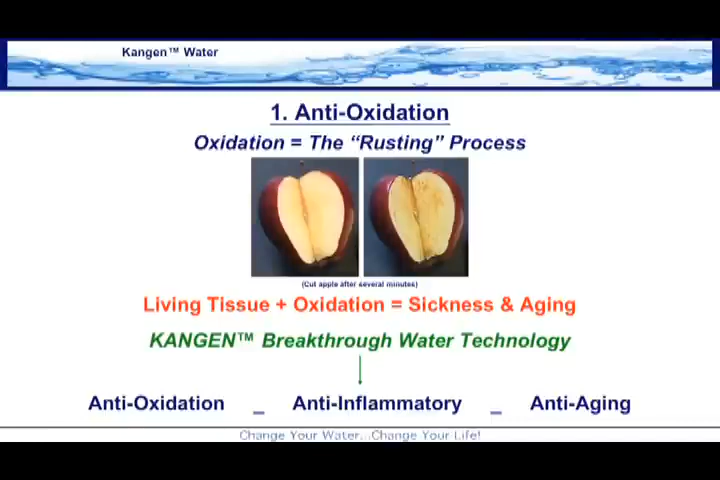 Kangen™ Water
1. Anti-Oxidation
Oxidation = The “Rusting” Process
(Cut apple after several minutes)
Living Tissue + Oxidation = Sickness & Aging
KANGEN™ Breakthrough Water Technology
Anti-Oxidation _ Anti-Inflammatory _ Anti-Aging
Change Your Water...Change Your Life!